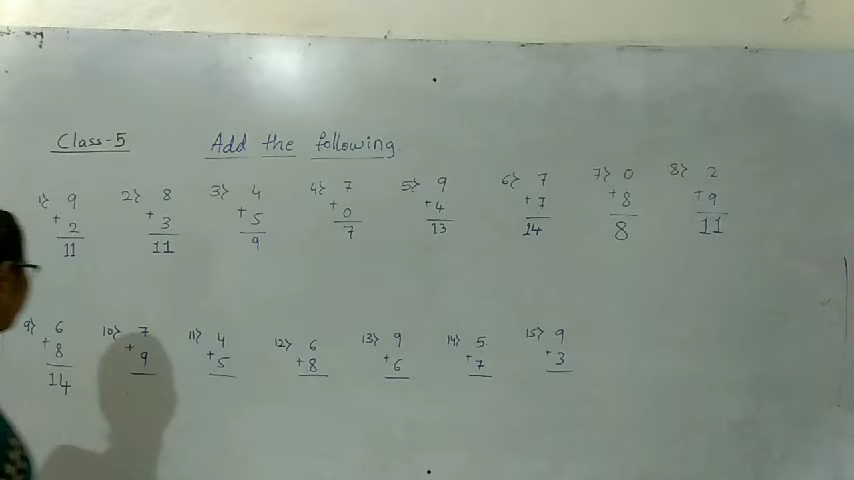 Class-5 Add the following.
1) 9 2) 8 3) 4 4) 7 5) 9 6) 7 7) 0 8) 2
+2 +3 +5 +0 +4 +7 +8 +9
11 11 9 7 13 14 8 11
9) 6 10) 7 11) 4 12) 6 13) 9 14) 5 15) 9
+8 +9 +5 +8 +6 +7 +3
14